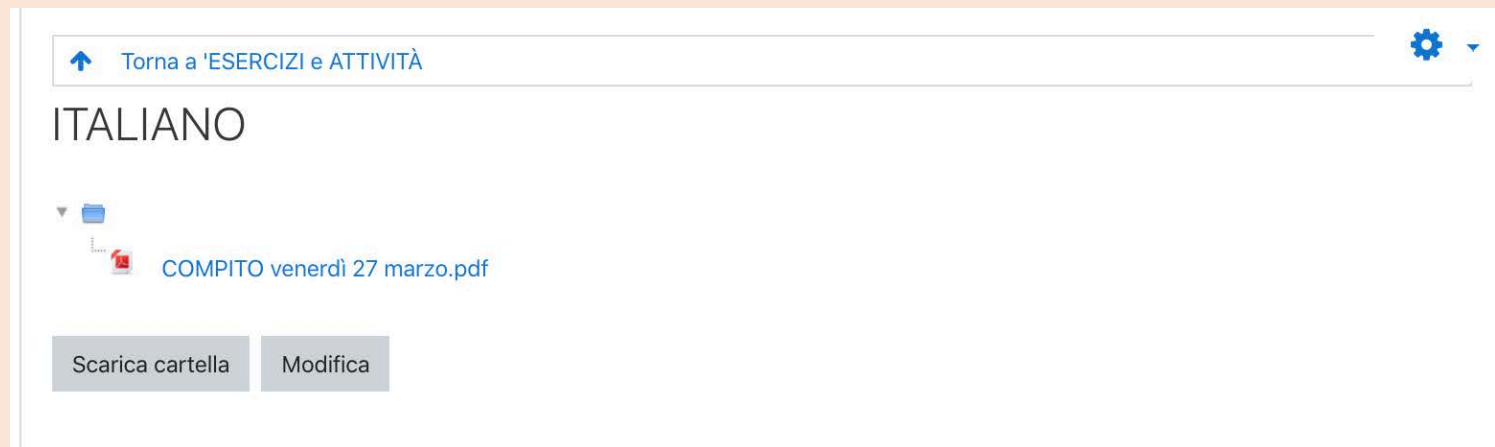 Torna a 'ESERCIZI e ATTIVITÀ
ITALIANO
COMPITO venerdì 27 marzo.pdf
Scarica cartella
Modifica